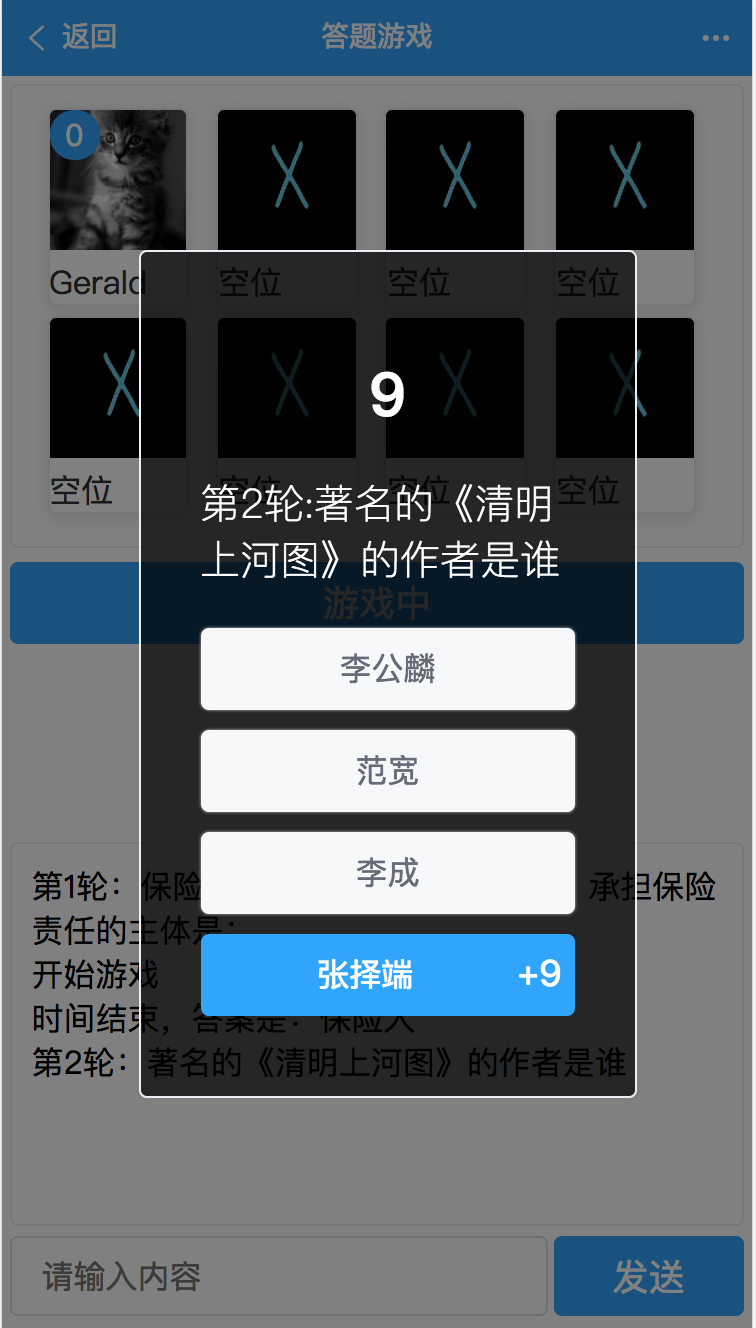 返回
答题游戏
0
Gerald
空位
空位
空位
空位
空位
空位
空位
9
第2轮:著名的《清明
上河图》的作者是谁
游戏中
李公麟
范宽
李成
张择端 +9
第1轮：保险
承担保险
责任的主体是：
开始游戏
时间结束，答案是：保险人
第2轮：著名的《清明上河图》的作者是谁
请输入内容
发送